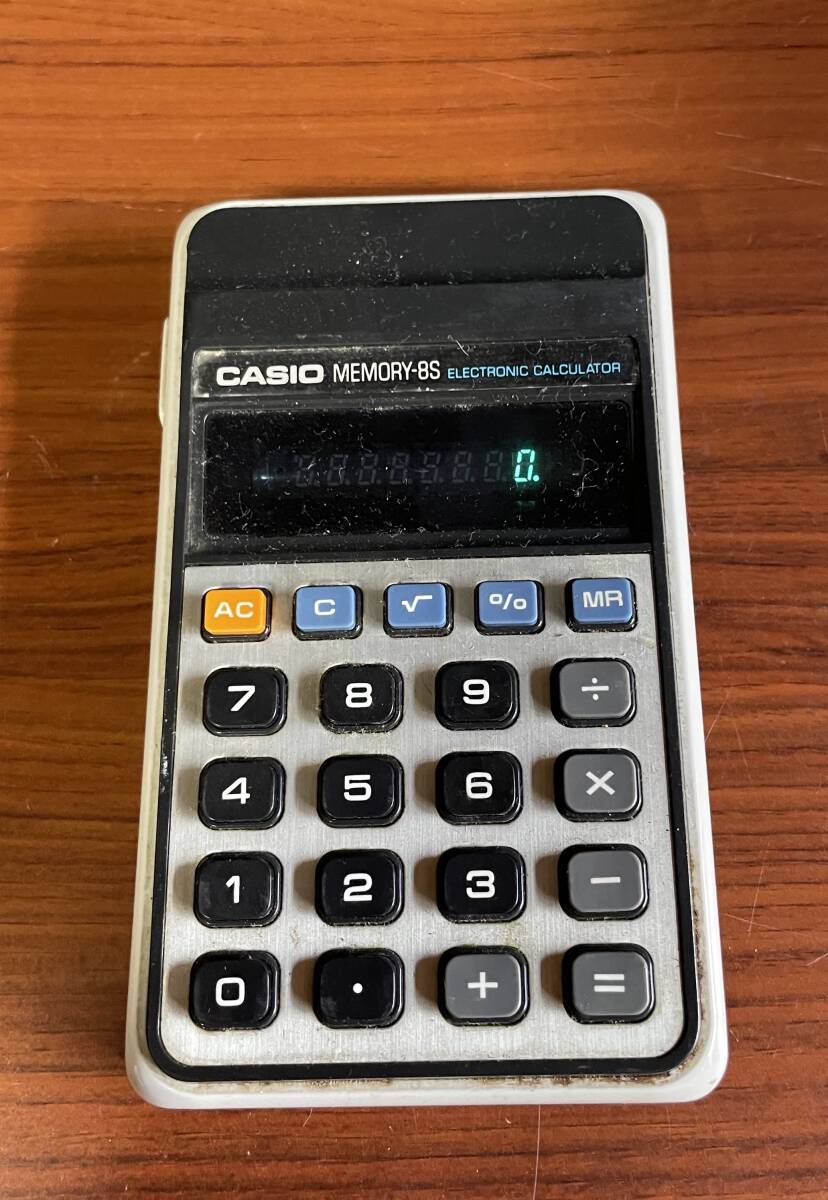 CASIO MEMORY-8S ELECTRONIC CALCULATOR
0.
AC C √ % MR
7 8 9 ÷
4 5 6 ×
1 2 3 −
0 . + =